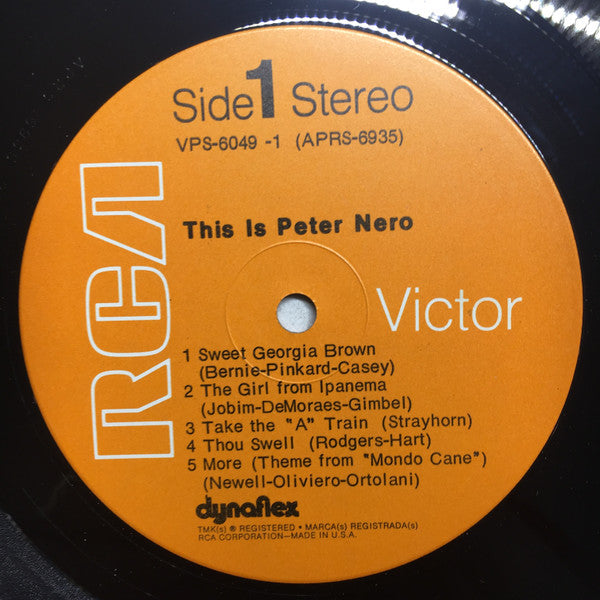 Side 1 Stereo
VPS-6049 -1 (APRS-6935)
This Is Peter Nero
RCA
Victor
1 Sweet Georgia Brown
(Bernie-Pinkard-Casey)
2 The Girl from Ipanema
(Jobim-DeMoraes-Gimbel)
3 Take the "A" Train (Strayhorn)
4 Thou Swell (Rodgers-Hart)
5 More (Theme from "Mondo Cane")
(Newell-Oliviero-Ortolani)
dynaflex
TMK(s) ® REGISTERED • MARCA(s) REGISTRADA(s)
RCA CORPORATION—MADE IN U.S.A.